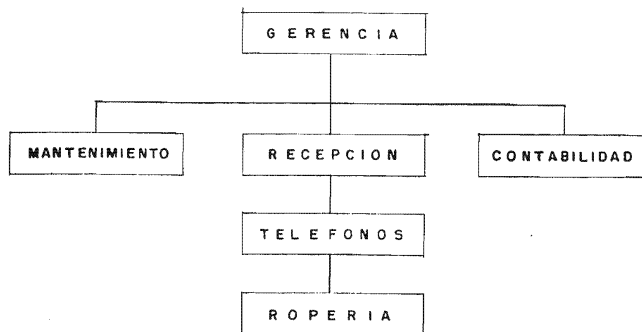 GERENCIA
MANTENIMIENTO
RECEPCION
CONTABILIDAD
TELEFONOS
ROPERIA